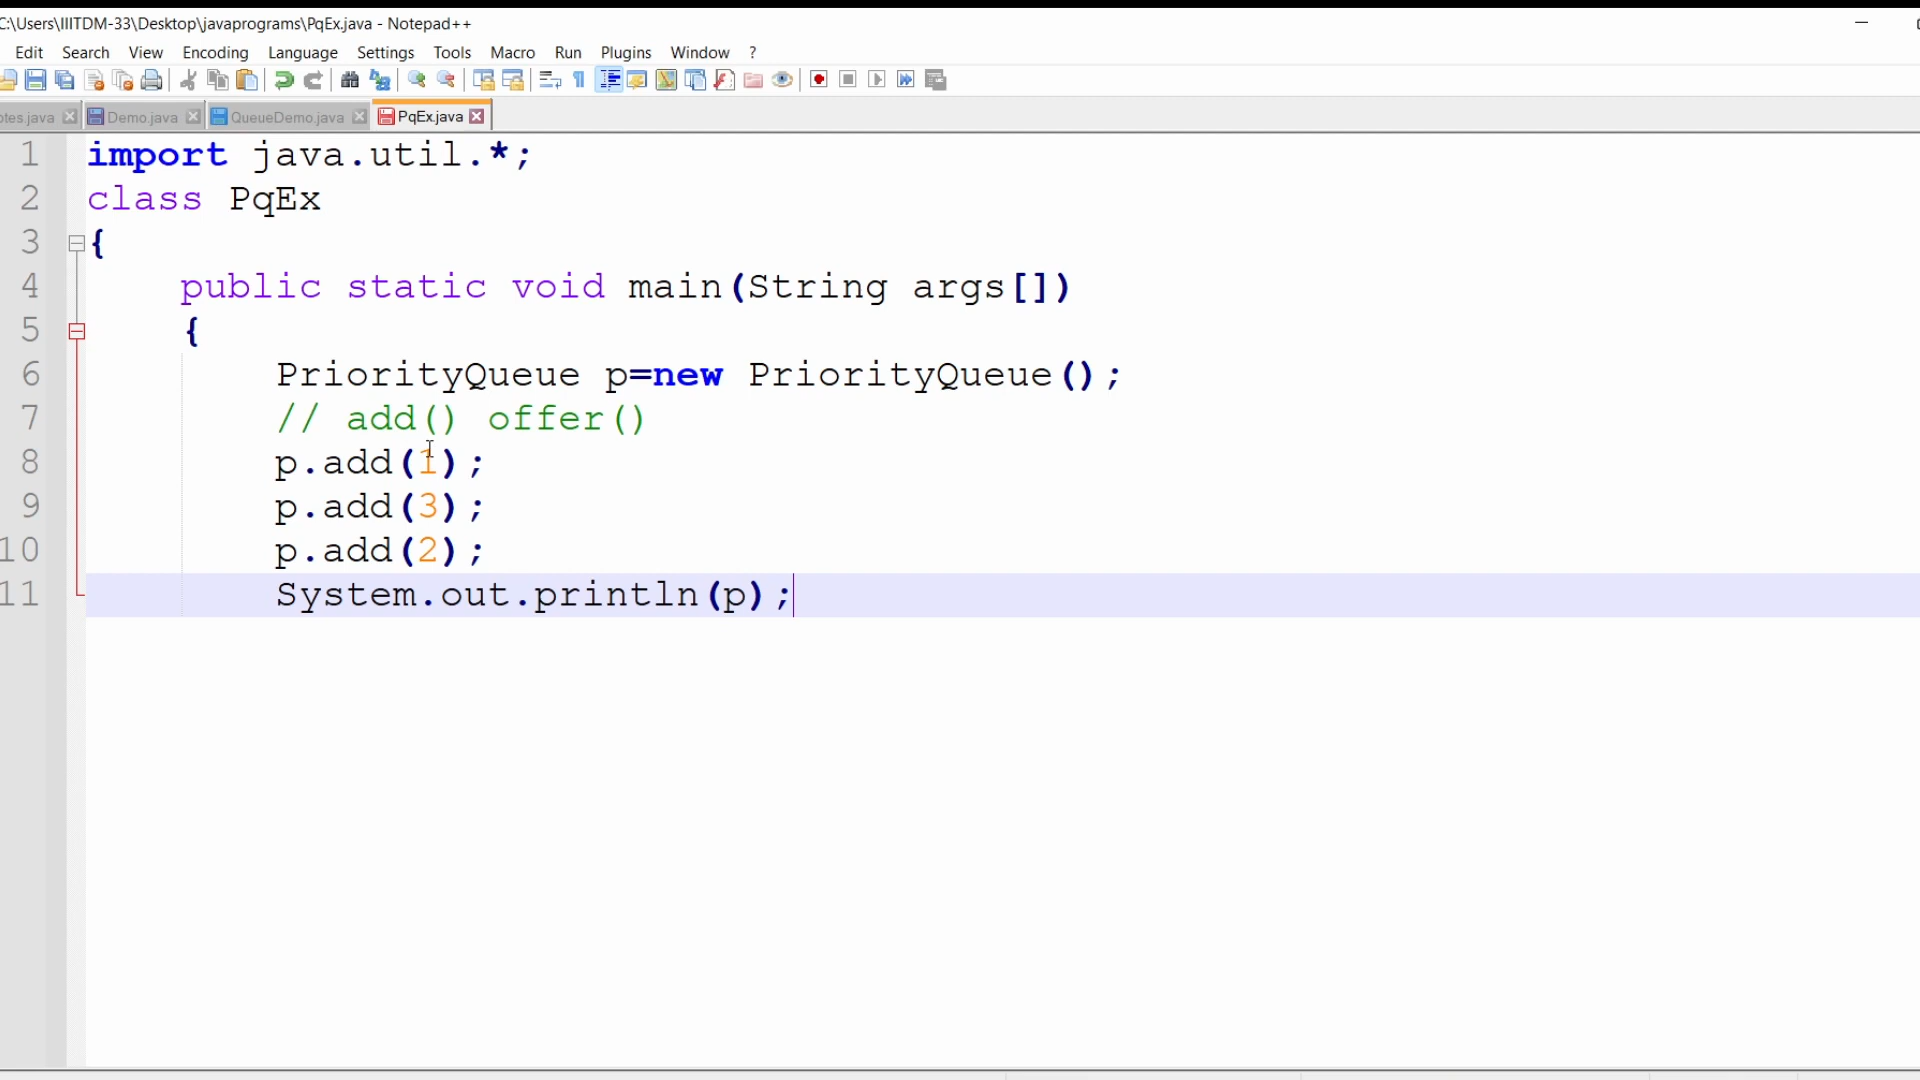 C:\Users\IIITDM-33\Desktop\javaprograms\PqEx.java - Notepad++
Edit Search View Encoding Language Settings Tools Macro Run Plugins Window ?
otes.java Demo.java QueueDemo.java PqEx.java
1 import java.util.*;
2 class PqEx
3 {
4 public static void main(String args[])
5 {
6 PriorityQueue p=new PriorityQueue();
7 // add() offer()
8 p.add(1);
9 p.add(3);
10 p.add(2);
11 System.out.println(p);